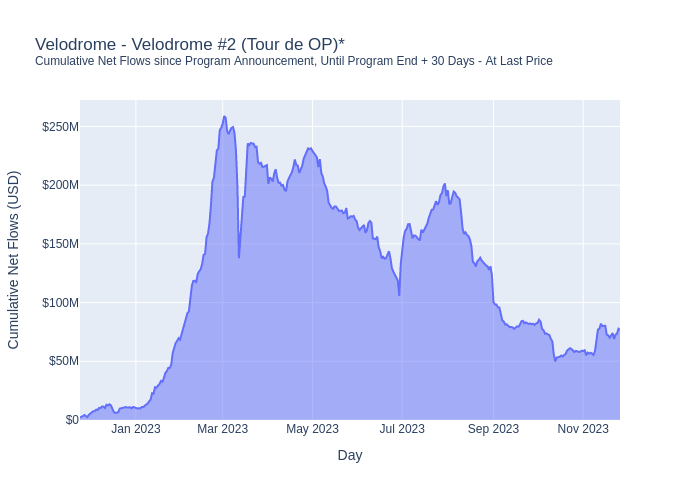 Velodrome - Velodrome #2 (Tour de OP)*
Cumulative Net Flows since Program Announcement, Until Program End + 30 Days - At Last Price
Cumulative Net Flows (USD)
$250M
$200M
$150M
$100M
$50M
$0
Jan 2023 Mar 2023 May 2023 Jul 2023 Sep 2023 Nov 2023
Day